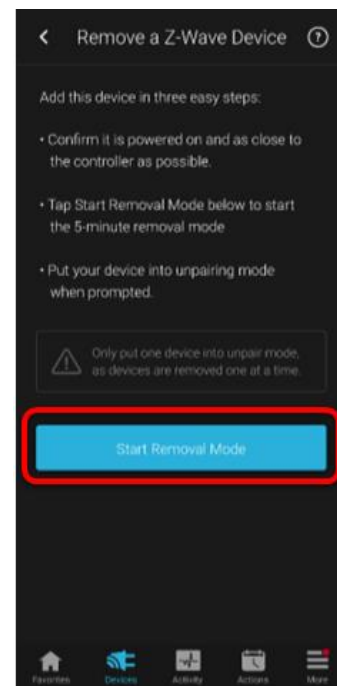 Remove a Z-Wave Device
Add this device in three easy steps:
• Confirm it is powered on and as close to
the controller as possible.
• Tap Start Removal Mode below to start
the 5-minute removal mode
• Put your device into unpairing mode
when prompted.
Only put one device into unpair mode,
as devices are removed one at a time.
Start Removal Mode
Favorites Devices Activity Actions More